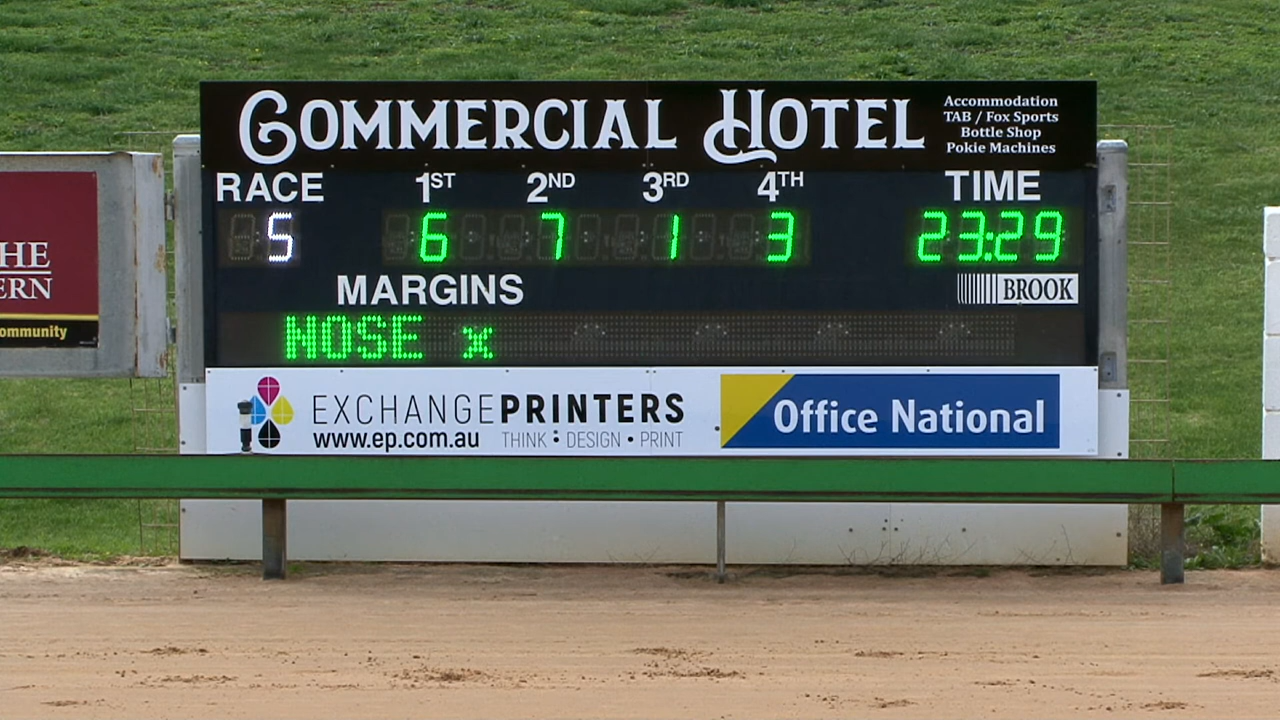 COMMERCIAL HOTEL
Accommodation
TAB / Fox Sports
Bottle Shop
Pokie Machines
RACE 1ST 2ND 3RD 4TH TIME
5 6 7 1 3 23:29
MARGINS
BROOK
NOSE x
EXCHANGEPRINTERS
www.ep.com.au THINK : DESIGN • PRINT
Office National
HE
ERN
ommunity